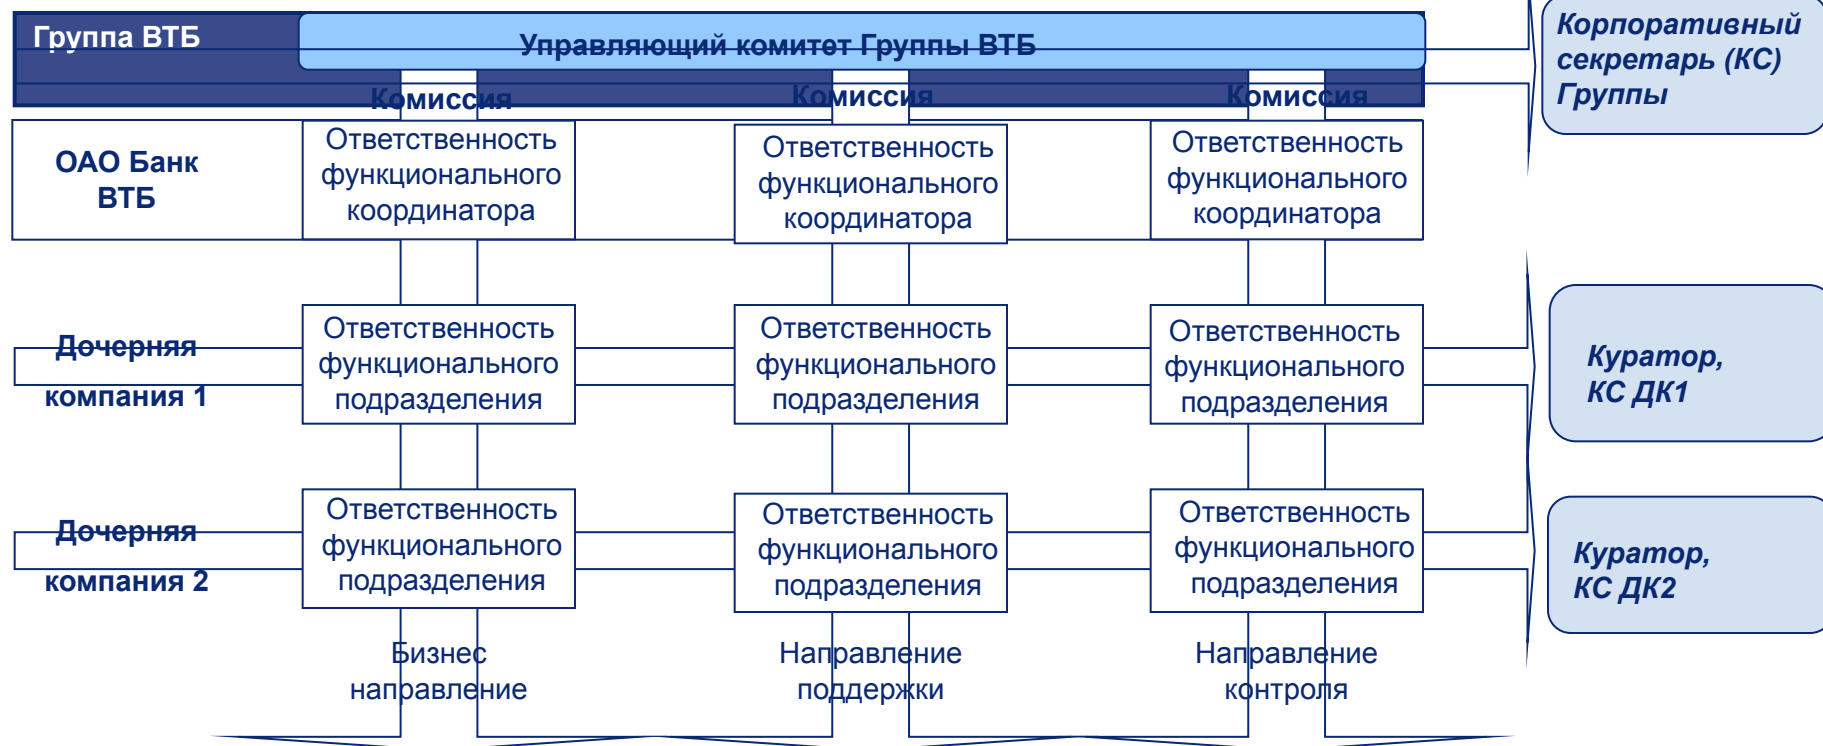 Группа ВТБ
Управляющий комитет Группы ВТБ
Корпоративный
секретарь (КС)
Группы
Комиссия
Комиссия
Комиссия
ОАО Банк
ВТБ
Ответственность
функционального
координатора
Ответственность
функционального
координатора
Ответственность
функционального
координатора
Дочерняя
компания 1
Ответственность
функционального
подразделения
Ответственность
функционального
подразделения
Ответственность
функционального
подразделения
Куратор,
КС ДК1
Дочерняя
компания 2
Ответственность
функционального
подразделения
Ответственность
функционального
подразделения
Ответственность
функционального
подразделения
Куратор,
КС ДК2
Бизнес
направление
Направление
поддержки
Направление
контроля